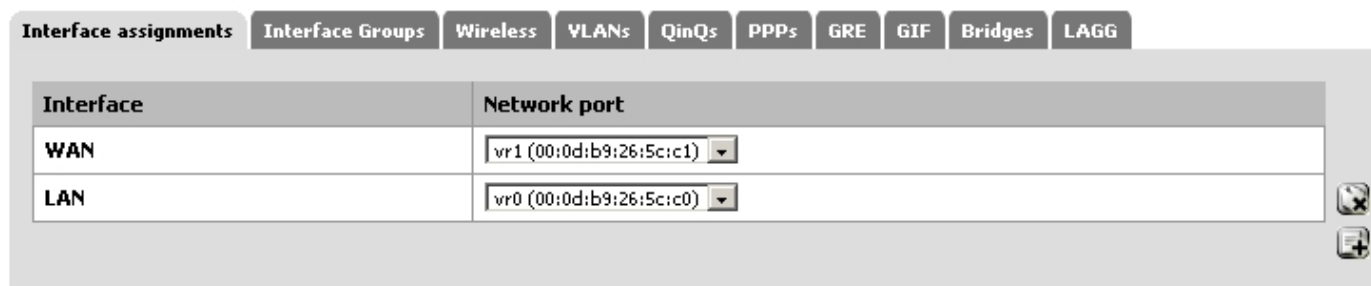 Interface assignments Interface Groups Wireless VLANs QinQs PPPs GRE GIF Bridges LAGG
Interface Network port
WAN vr1 (00:0d:b9:26:5c:c1)
LAN vr0 (00:0d:b9:26:5c:c0)